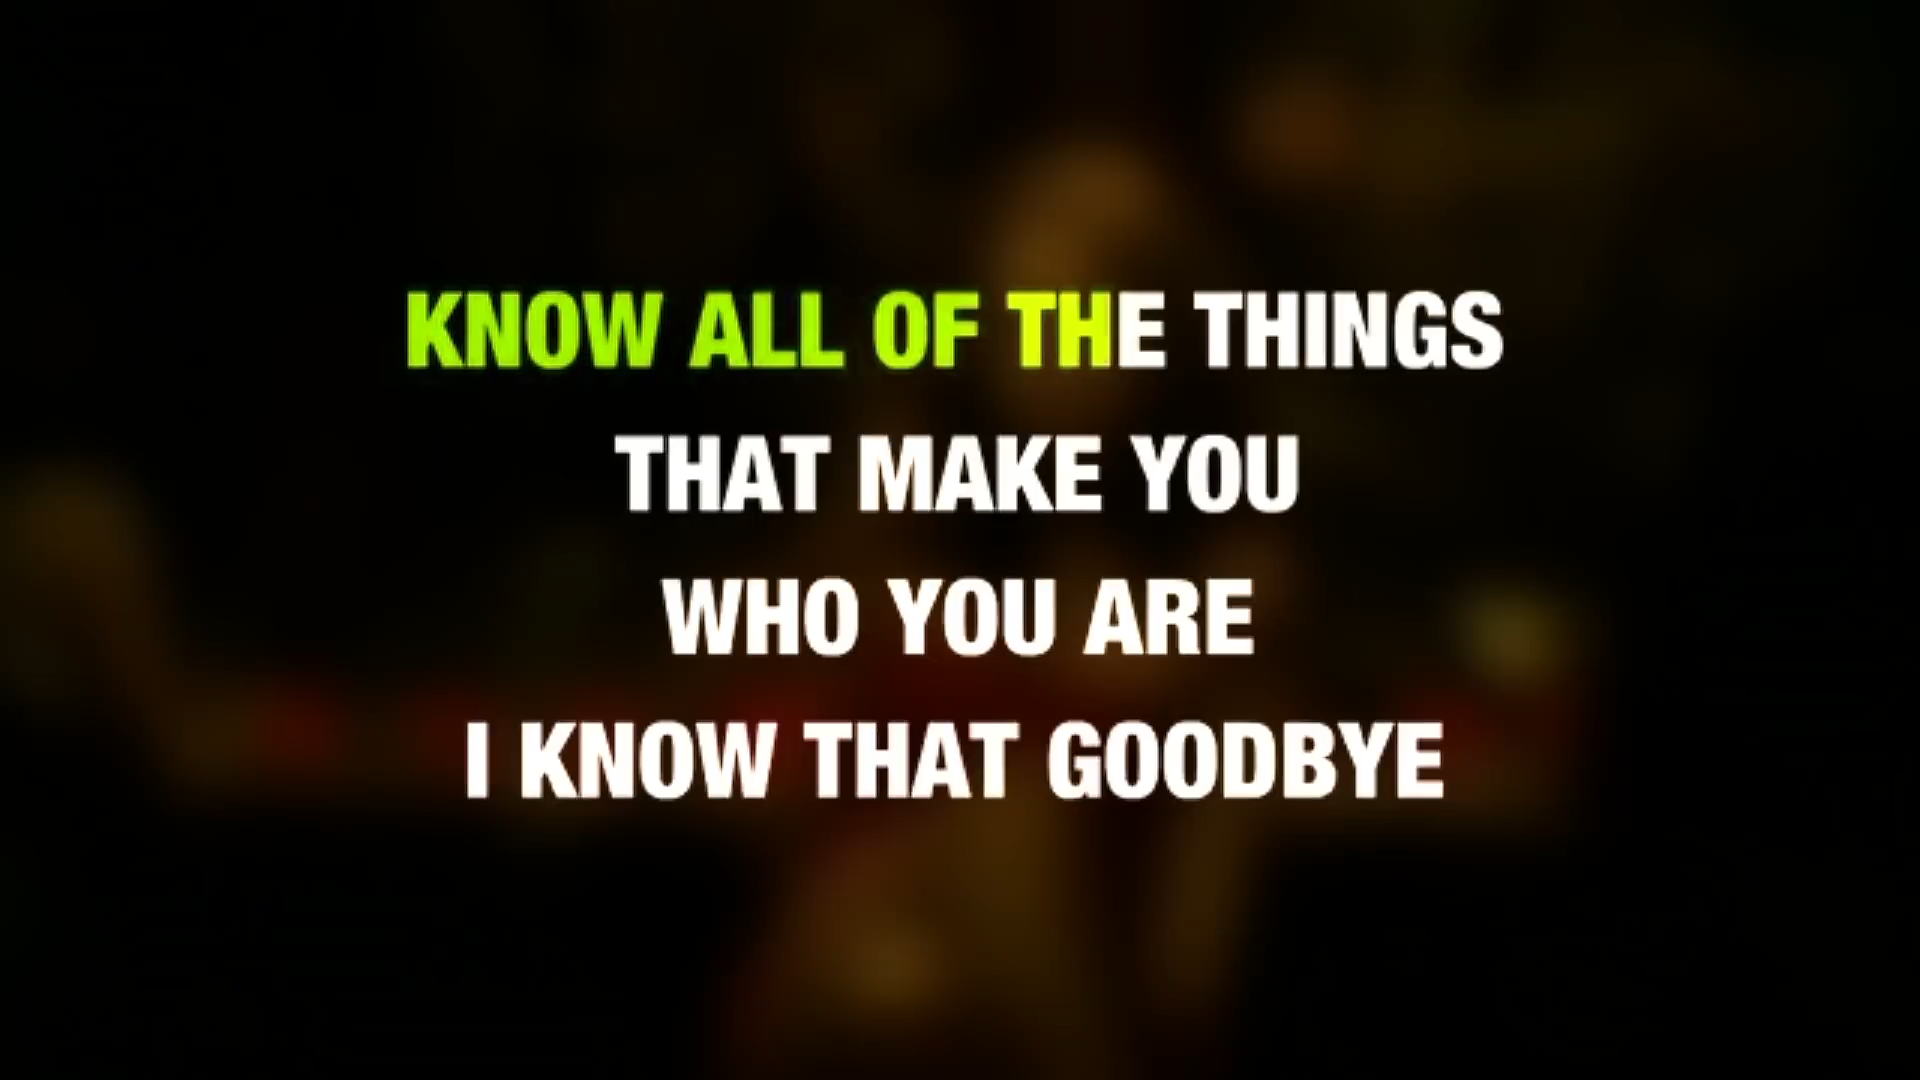 KNOW ALL OF THE THINGS
THAT MAKE YOU
WHO YOU ARE
I KNOW THAT GOODBYE